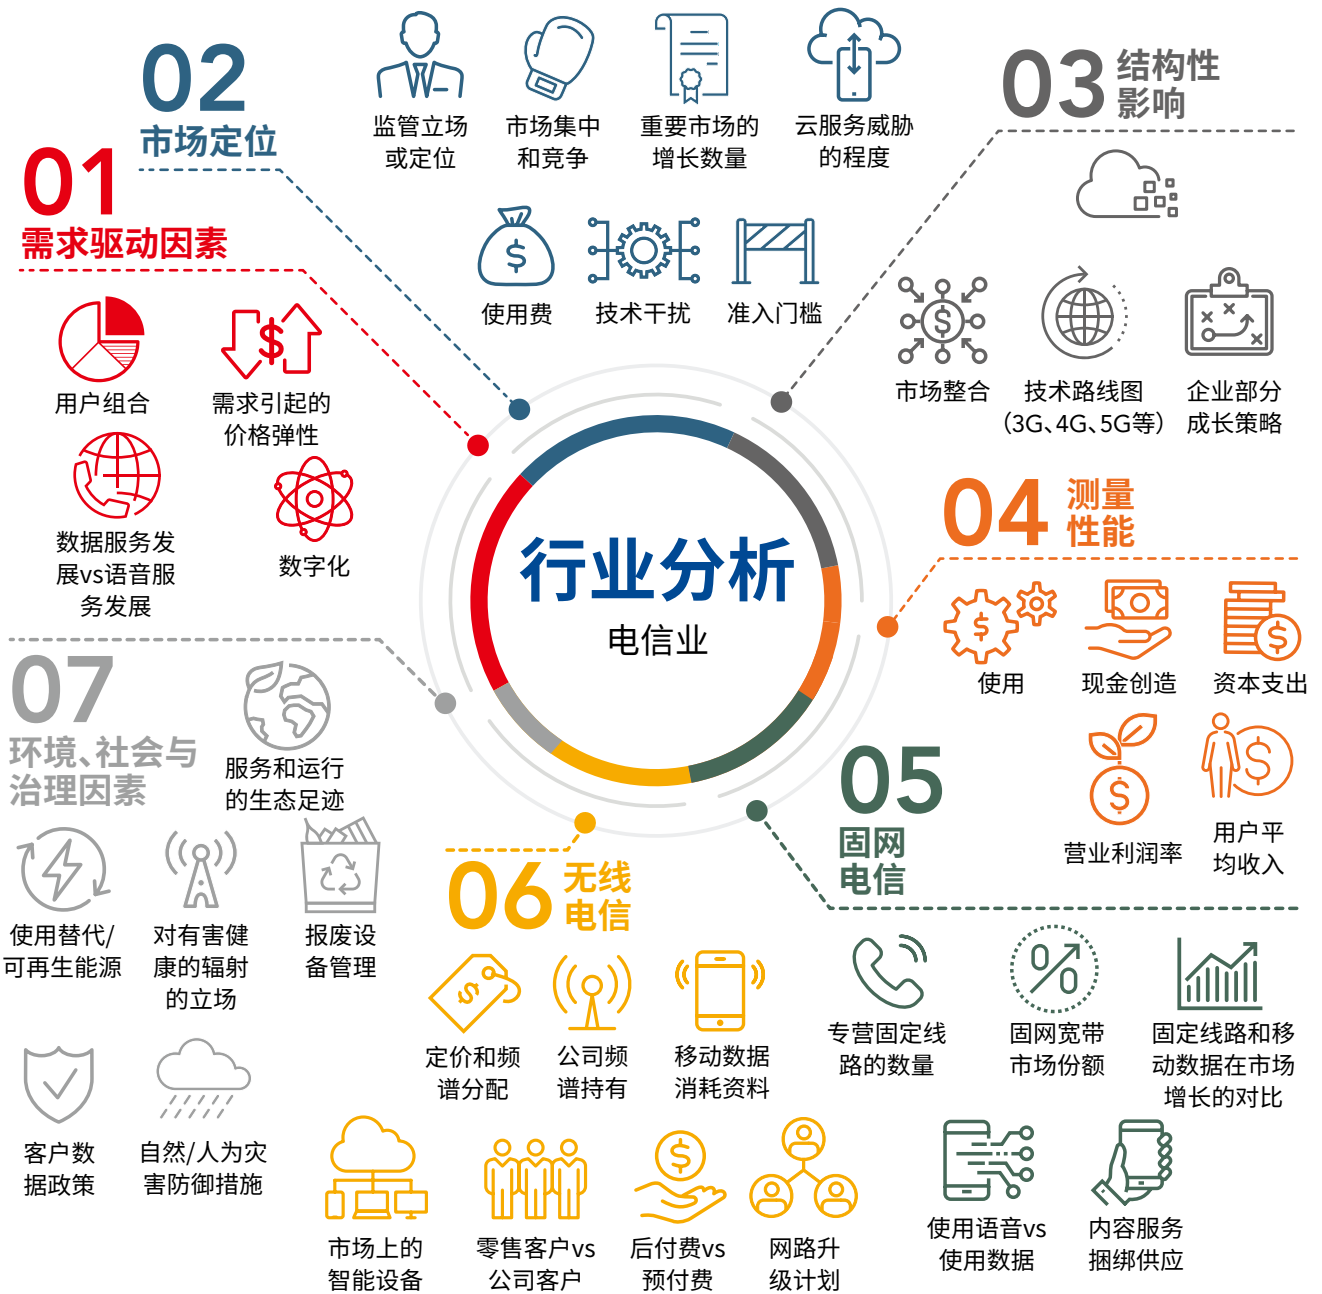 行业分析
电信业
01
需求驱动因素
用户组合
需求引起的
价格弹性
数据服务发
展vs语音服
务发展
数字化
02
市场定位
监管立场
或定位
市场集中
和竞争
重要市场的
增长数量
云服务威胁
的程度
使用费
技术干扰
准入门槛
03
结构性
影响
市场整合
技术路线图
（3G、4G、5G等）
企业部分
成长策略
04
测量
性能
使用
现金创造
资本支出
营业利润率
用户平
均收入
05
固网
电信
专营固定线
路的数量
固网宽带
市场份额
固定线路和移
动数据在市场
增长的对比
使用语音vs
使用数据
内容服务
捆绑供应
06
无线
电信
定价和频
谱分配
公司频
谱持有
移动数据
消耗资料
市场上的
智能设备
零售客户vs
公司客户
后付费vs
预付费
网路升
级计划
07
环境、社会与
治理因素
服务和运行
的生态足迹
使用替代/
可再生能源
对有害健
康的辐射
的立场
报废设
备管理
客户数
据政策
自然/人为灾
害防御措施